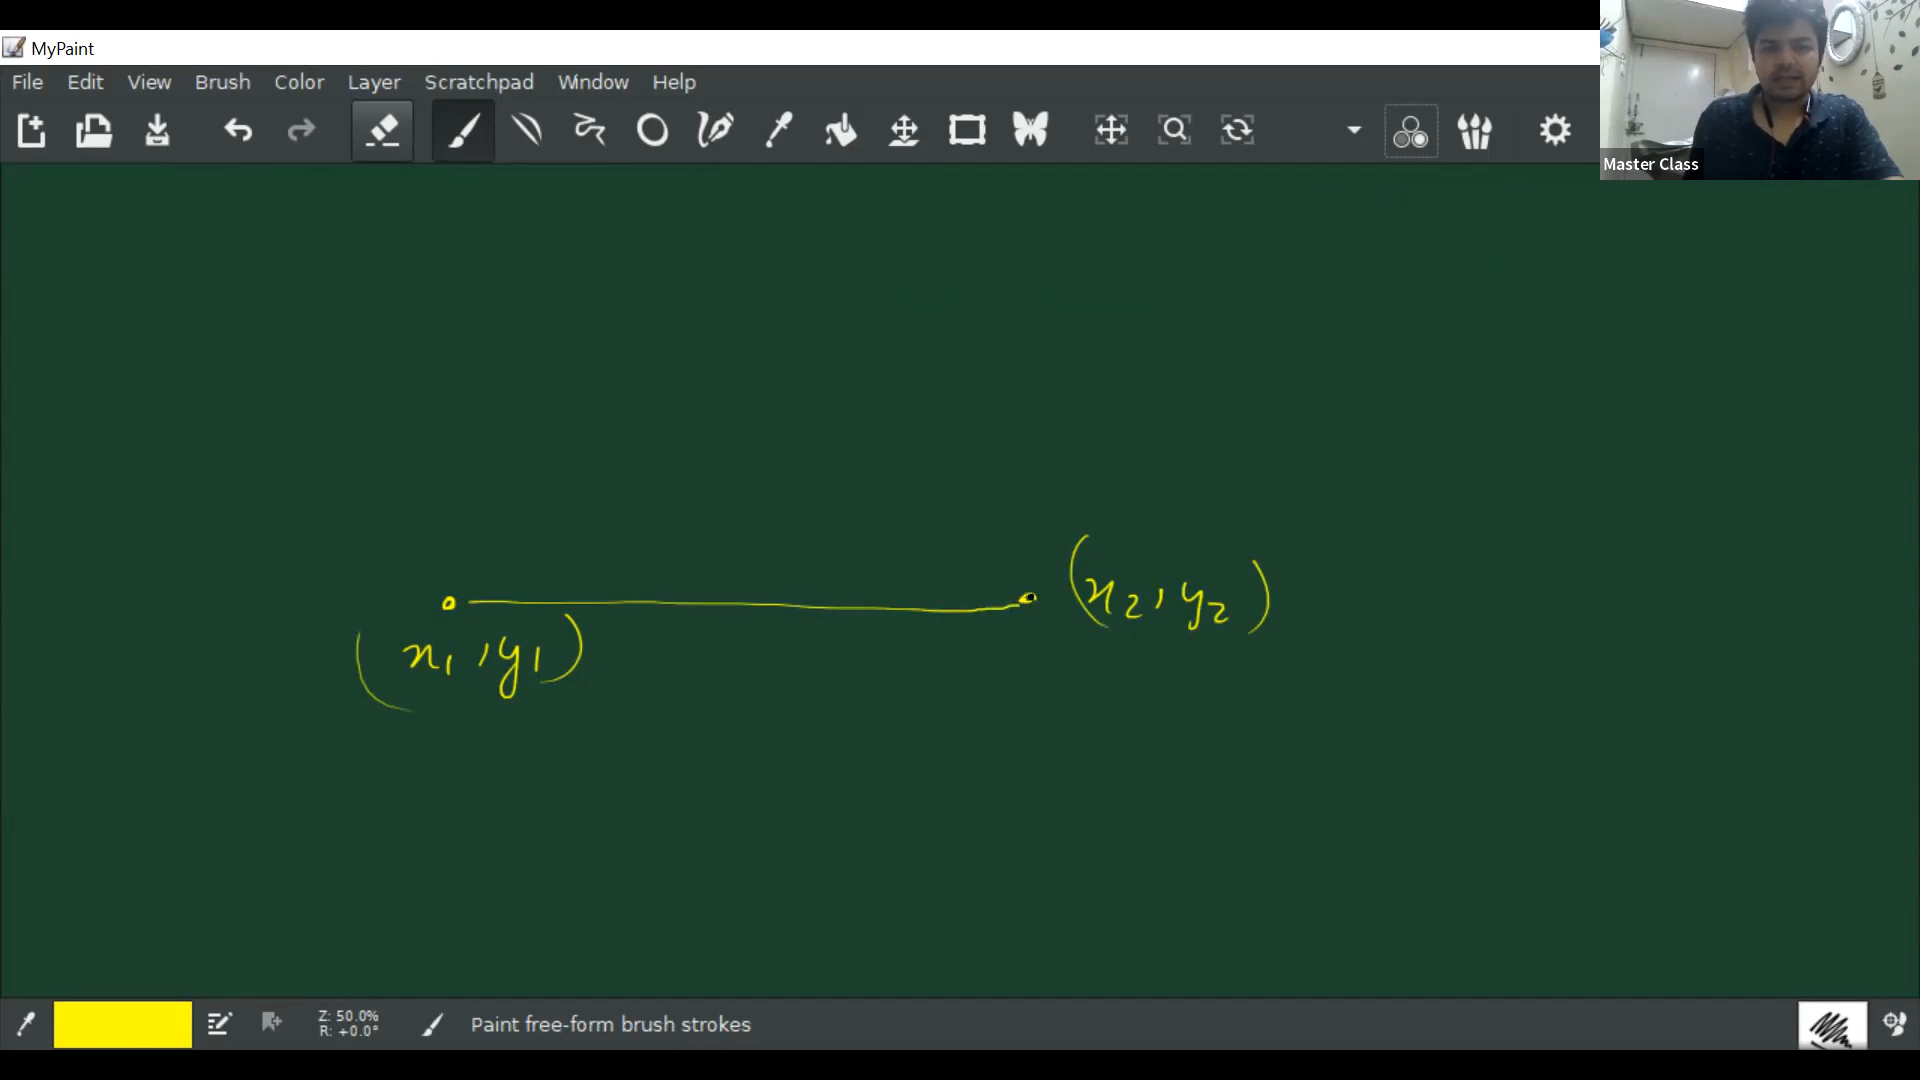 MyPaint
File Edit View Brush Color Layer Scratchpad Window Help
Master Class
(x2, y2)
(x1, y1)
Z: 50.0%
R: +0.0°
Paint free-form brush strokes